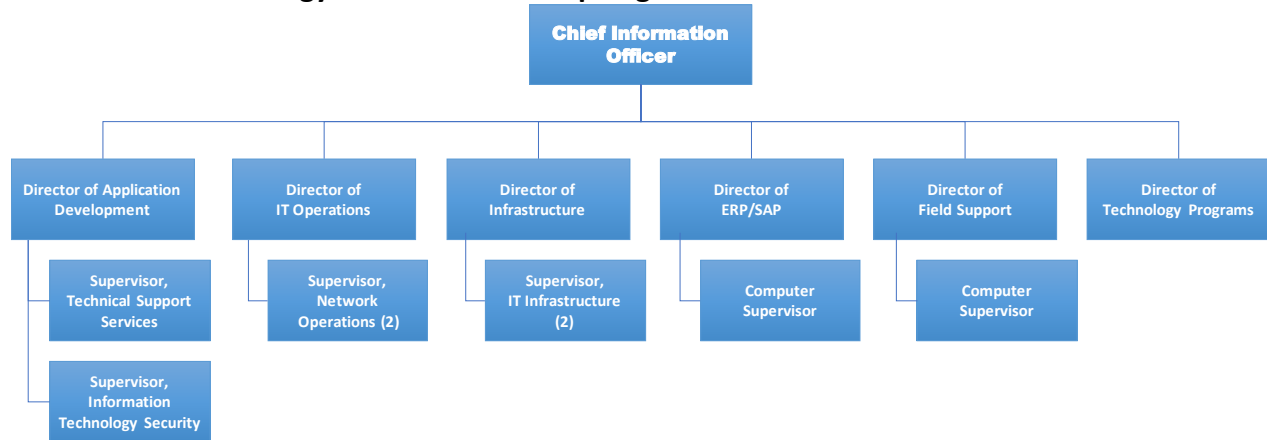 Chief Information
Officer
Director of Application
Development
Director of
IT Operations
Director of
Infrastructure
Director of
ERP/SAP
Director of
Field Support
Director of
Technology Programs
Supervisor,
Technical Support
Services
Supervisor,
Network
Operations (2)
Supervisor,
IT Infrastructure
(2)
Computer
Supervisor
Computer
Supervisor
Supervisor,
Information
Technology Security